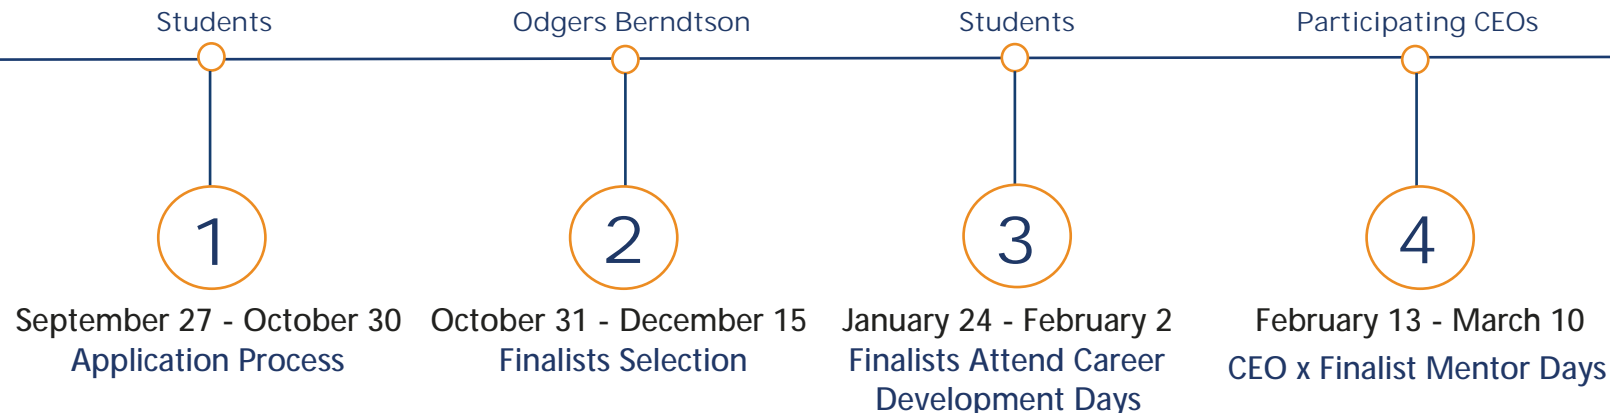 Students
Odgers Berndtson
Students
Participating CEOs
1
2
3
4
September 27 - October 30
Application Process
October 31 - December 15
Finalists Selection
January 24 - February 2
Finalists Attend Career
Development Days
February 13 - March 10
CEO x Finalist Mentor Days